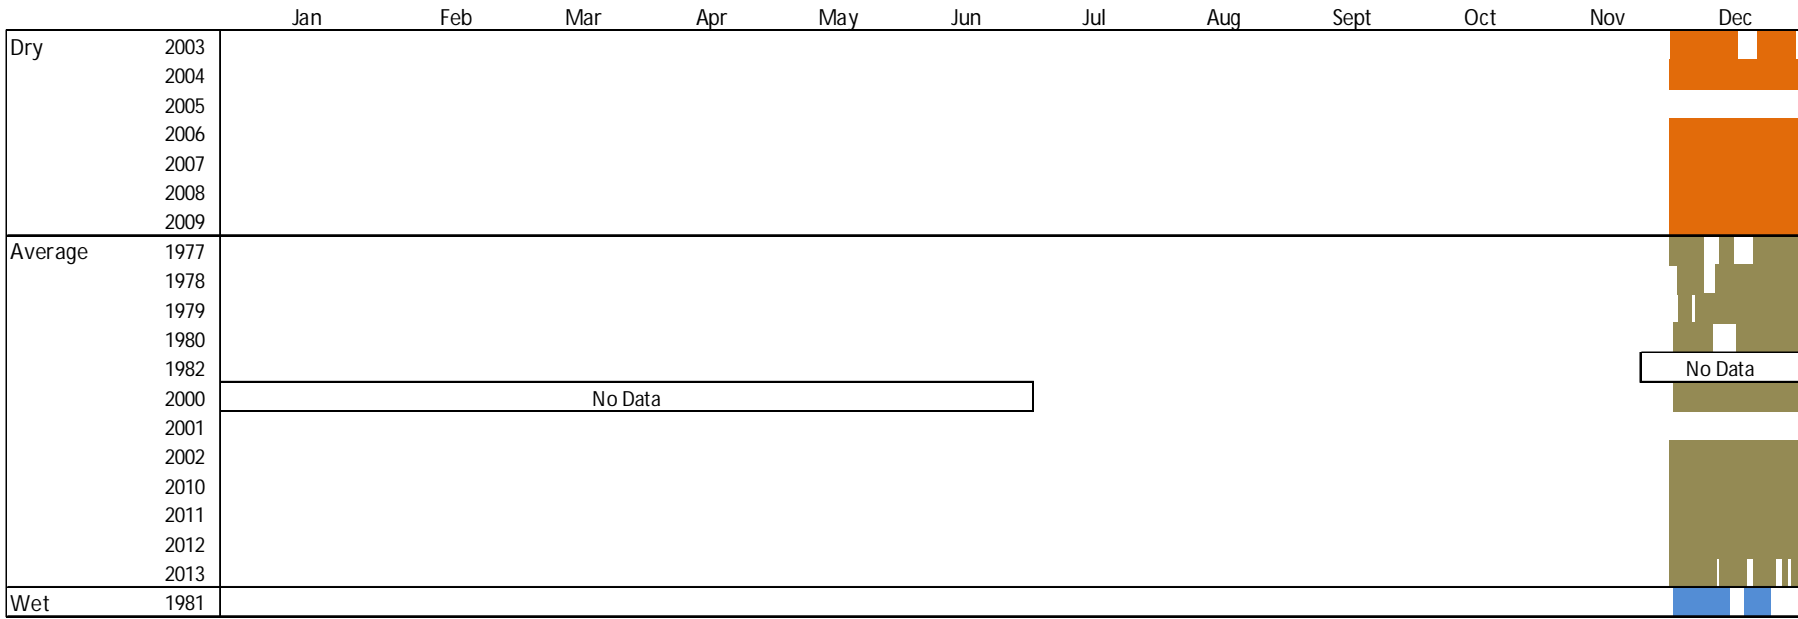 Jan Feb Mar Apr May Jun Jul Aug Sept Oct Nov Dec
Dry 2003
2004
2005
2006
2007
2008
2009
Average 1977
1978
1979
1980
1982 No Data
2000 No Data
2001
2002
2010
2011
2012
2013
Wet 1981